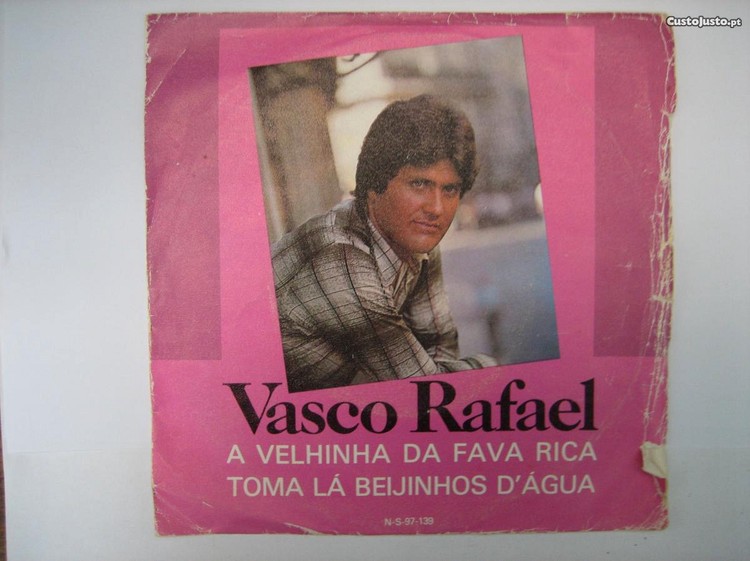 CustoJusto.pt
Vasco Rafael
A VELHINHA DA FAVA RICA
TOMA LÁ BEIJINHOS D'ÁGUA
N-S-97-139